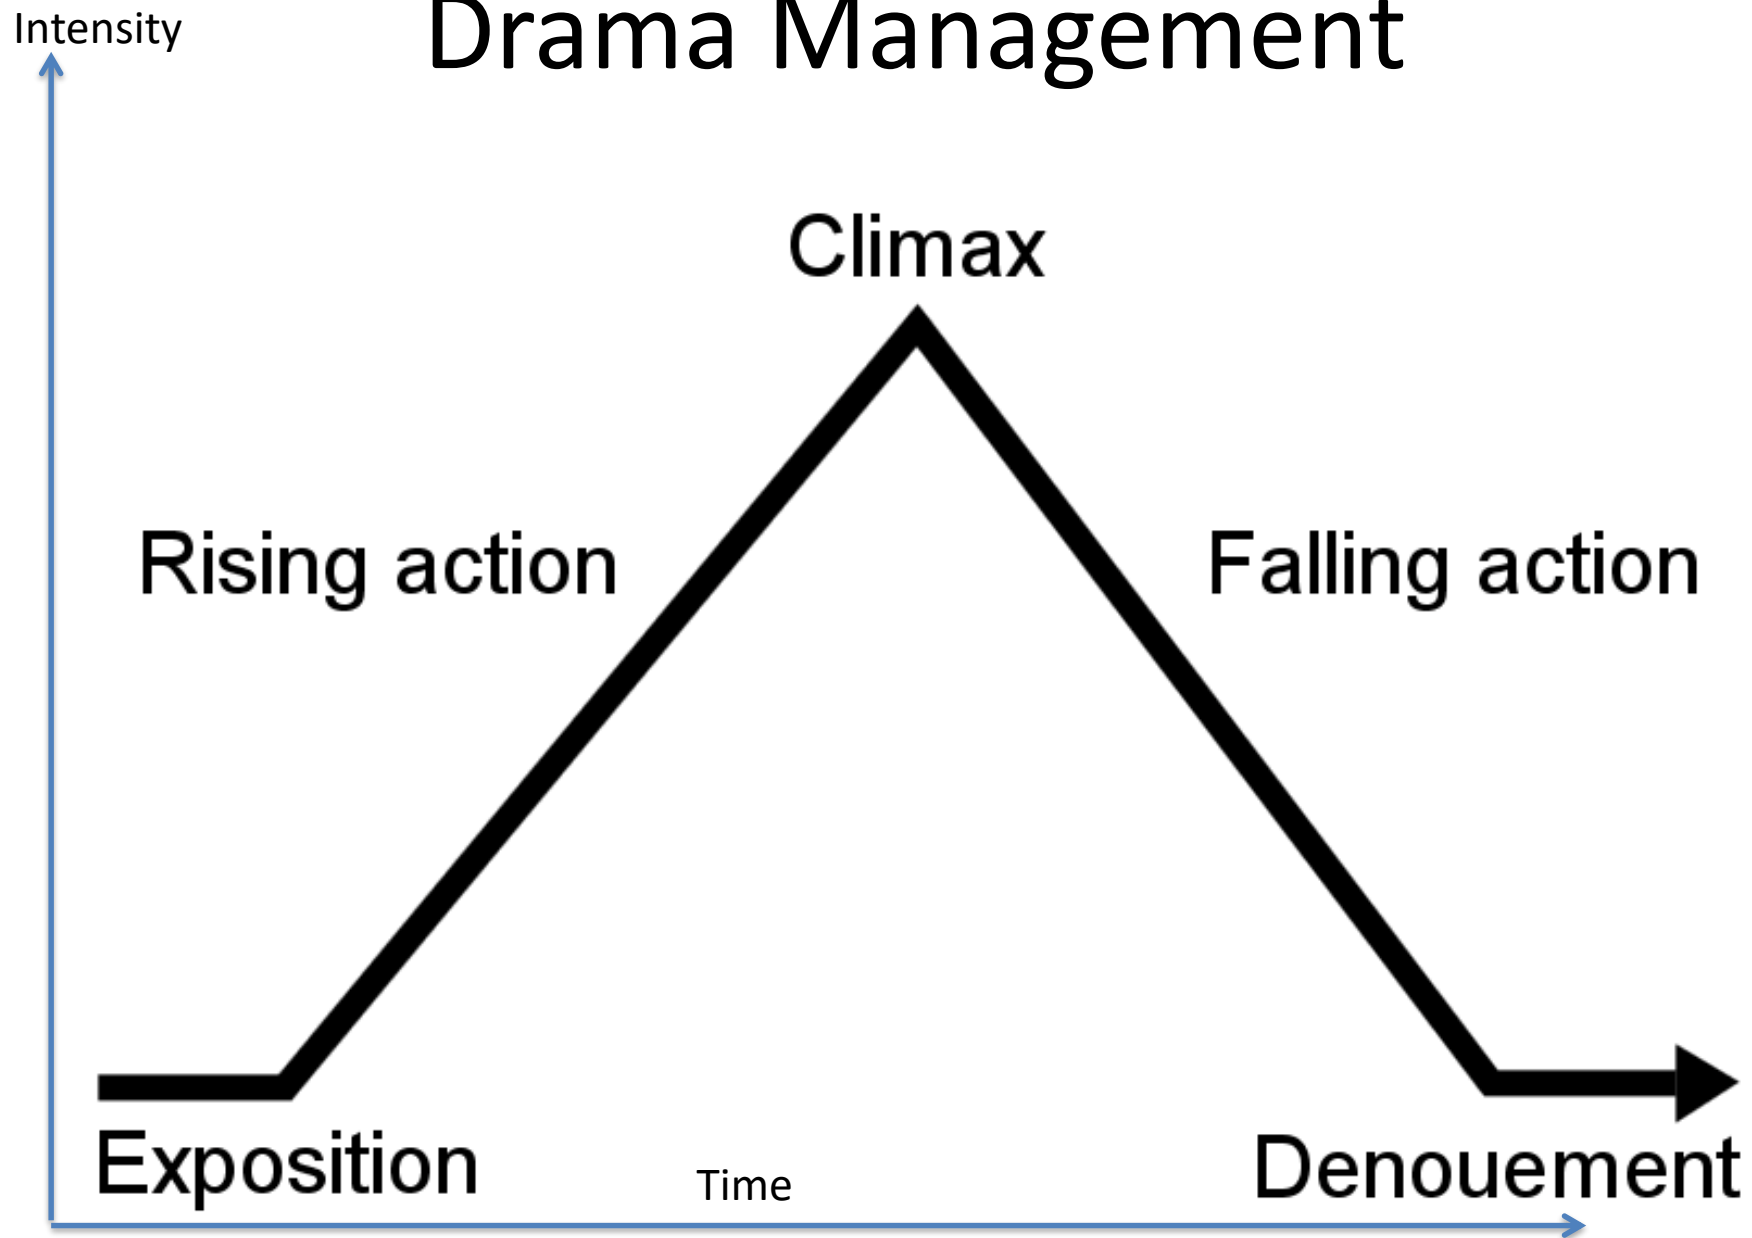 Drama Management
Intensity
Climax
Rising action
Falling action
Exposition
Time
Denouement